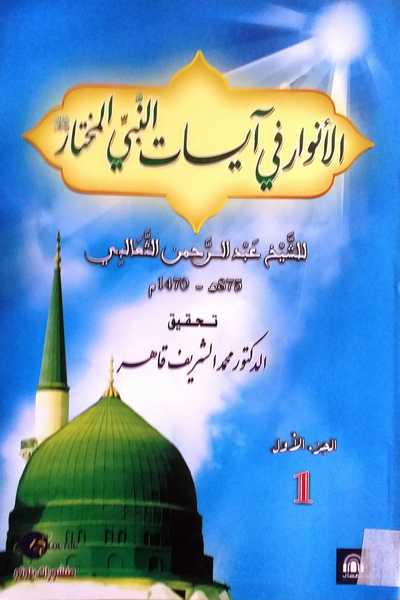 الأنوار في آيات النبي المختار ﷺ
للشيخ عبد الرحمن الثعالبي
875هـ - 1470م
تحقيق
الدكتور محمد الشريف قاهر
الجزء الأول
1